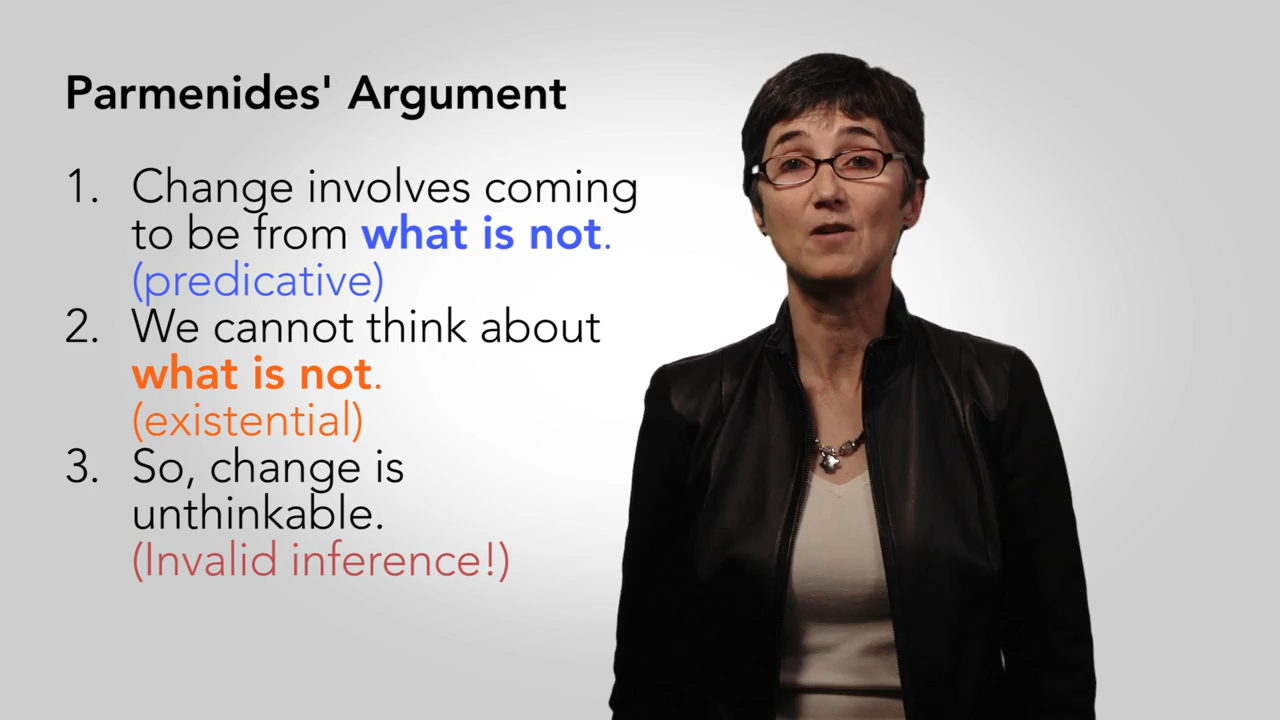 Parmenides' Argument
1. Change involves coming
to be from what is not.
(predicative)
2. We cannot think about
what is not.
(existential)
3. So, change is
unthinkable.
(Invalid inference!)